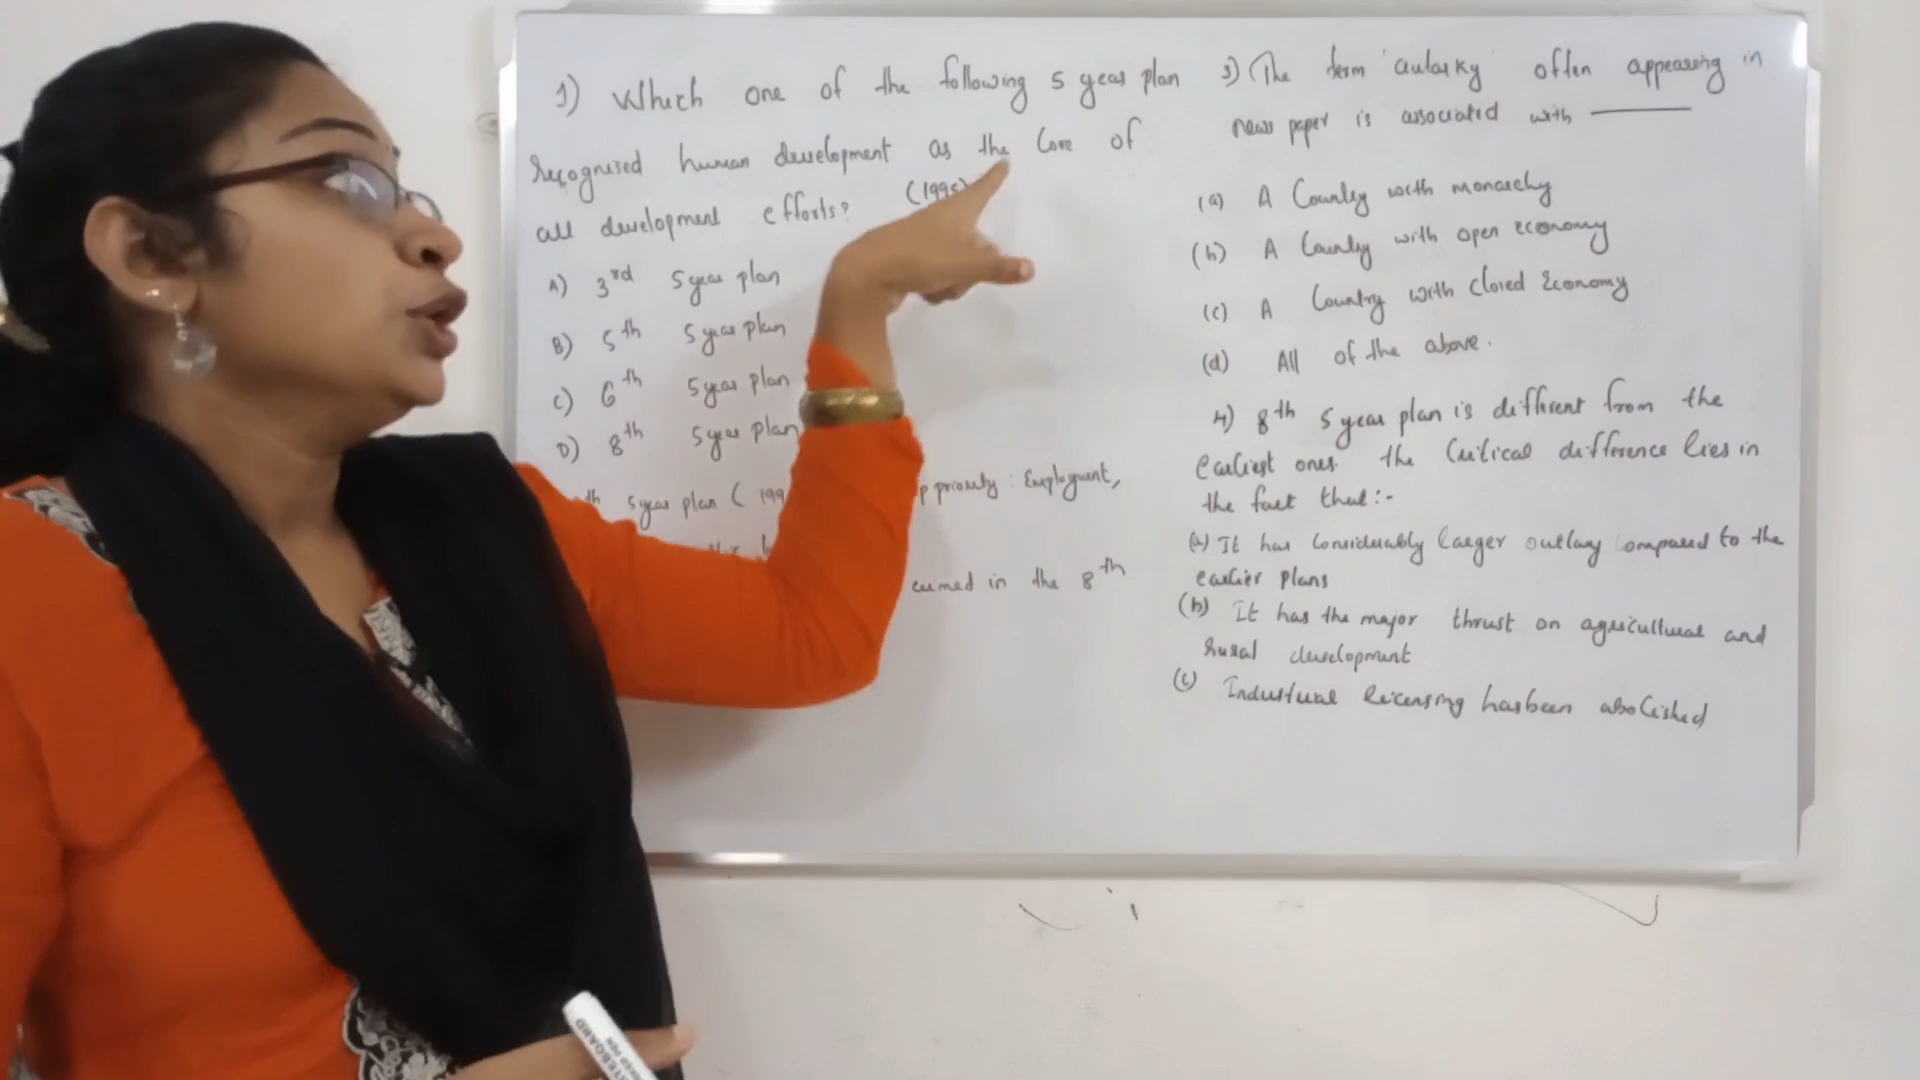 1) Which one of the following 5 year plan
recognised human development as the core of
all development efforts? (1995)
A) 3rd 5 year plan
B) 5th 5 year plan
C) 6th 5 year plan
D) 8th 5 year plan
th 5 year plan ( 199
priority : Employment,
in the 8th
3) The term 'autarky' often appearing in
news paper is associated with ———
(a) A Country with monarchy
(b) A Country with open economy
(c) A Country with closed Economy
(d) All of the above.
4) 8th 5 year plan is different from the
earliest ones. the Critical difference lies in
the fact that:-
(a) It has considerably larger outlay compared to the
earlier plans
(b) It has the major thrust on agricultural and
rural development
(c) Industrial licensing has been abolished
WHITEBOARD
MARKER PEN